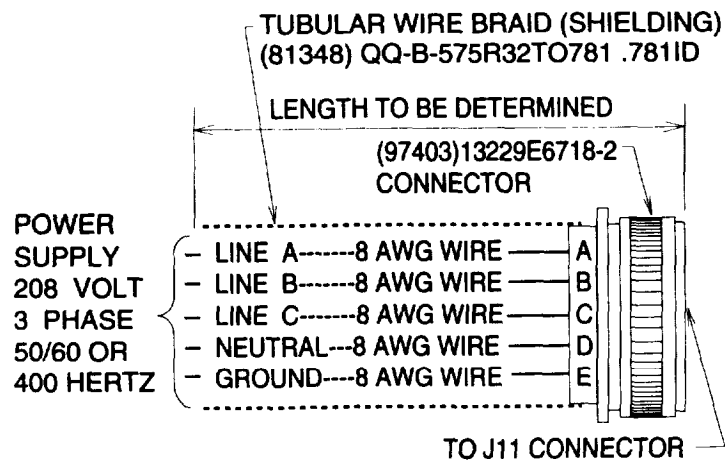 TUBULAR WIRE BRAID (SHIELDING)
(81348) QQ-B-575R32TO781 .781ID
LENGTH TO BE DETERMINED
(97403)13229E6718-2
CONNECTOR
POWER
SUPPLY
208 VOLT
3 PHASE
50/60 OR
400 HERTZ
– LINE A-------8 AWG WIRE A
– LINE B-------8 AWG WIRE B
– LINE C-------8 AWG WIRE C
– NEUTRAL---8 AWG WIRE D
– GROUND----8 AWG WIRE E
TO J11 CONNECTOR